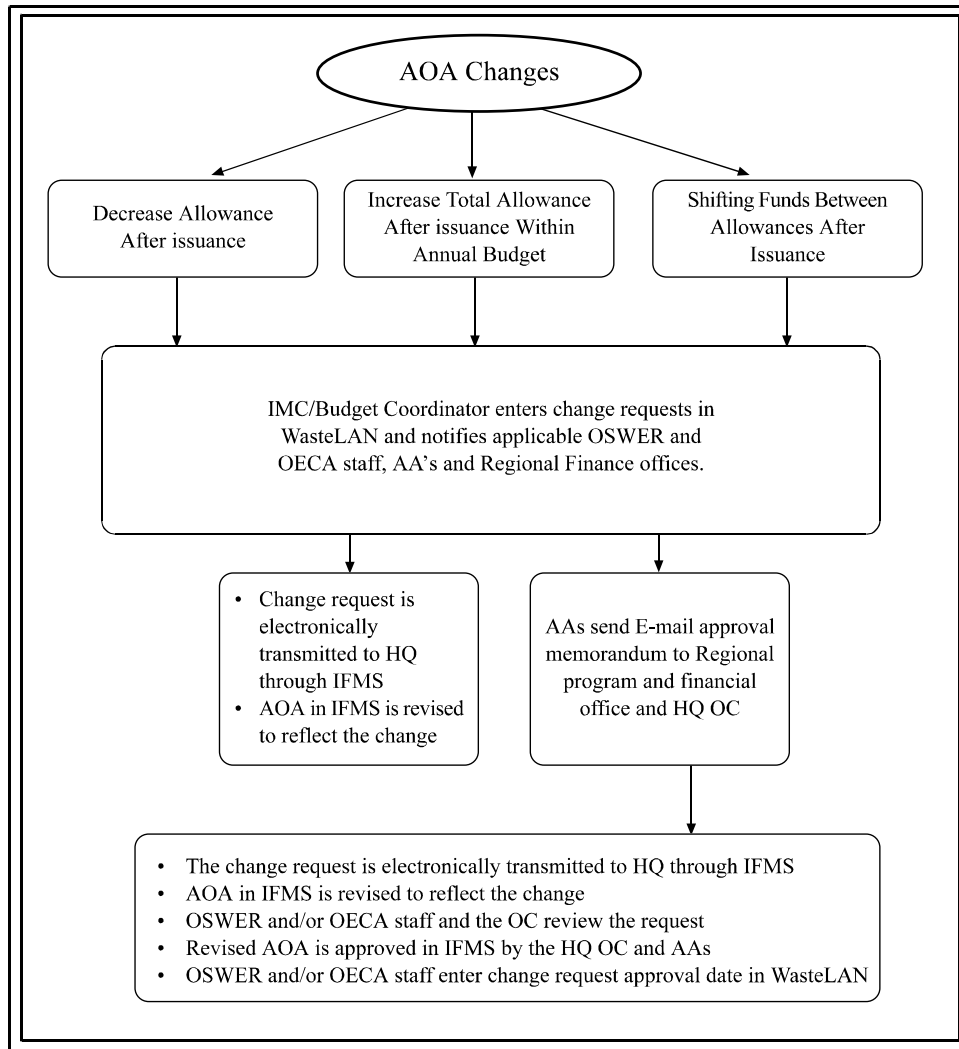 AOA Changes
Decrease Allowance
After issuance
Increase Total Allowance
After issuance Within
Annual Budget
Shifting Funds Between
Allowances After
Issuance
IMC/Budget Coordinator enters change requests in
WasteLAN and notifies applicable OSWER and
OECA staff, AA's and Regional Finance offices.
• Change request is
electronically
transmitted to HQ
through IFMS
• AOA in IFMS is revised
to reflect the change
AAs send E-mail approval
memorandum to Regional
program and financial
office and HQ OC
• The change request is electronically transmitted to HQ through IFMS
• AOA in IFMS is revised to reflect the change
• OSWER and/or OECA staff and the OC review the request
• Revised AOA is approved in IFMS by the HQ OC and AAs
• OSWER and/or OECA staff enter change request approval date in WasteLAN